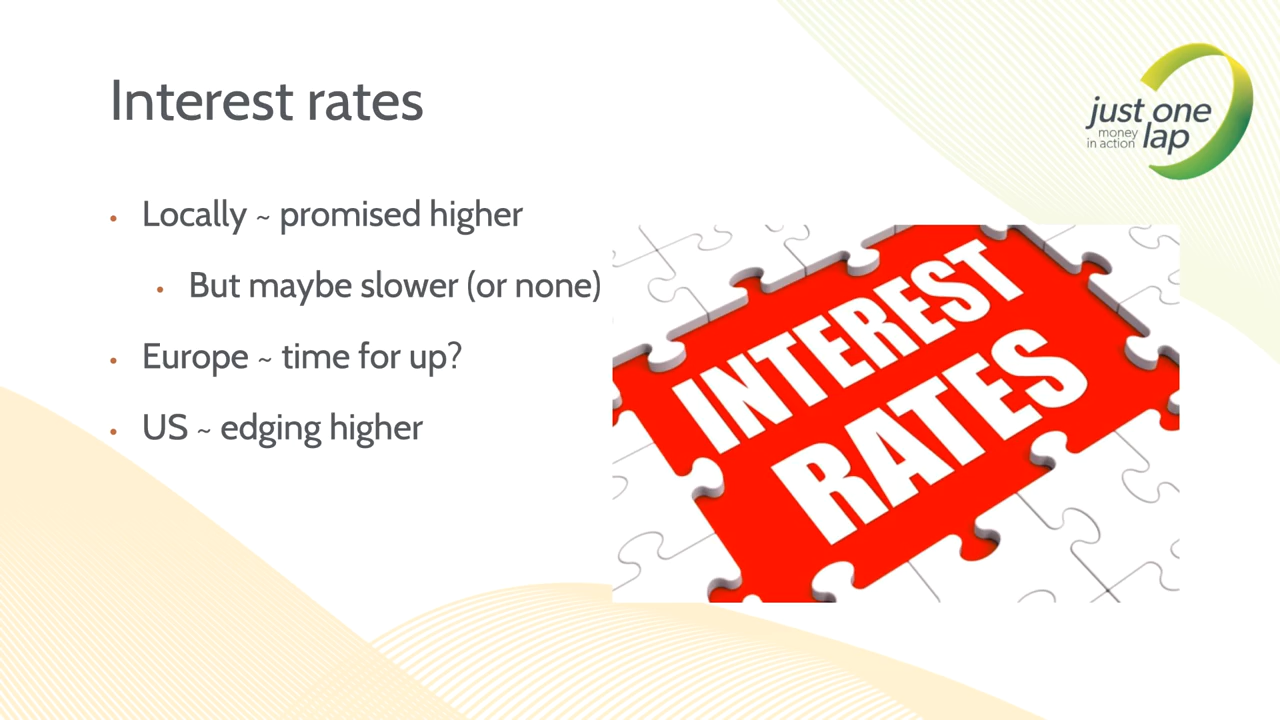 Interest rates
just one
money
in action lap
• Locally ~ promised higher
• But maybe slower (or none)
• Europe ~ time for up?
• US ~ edging higher
INTEREST
RATES